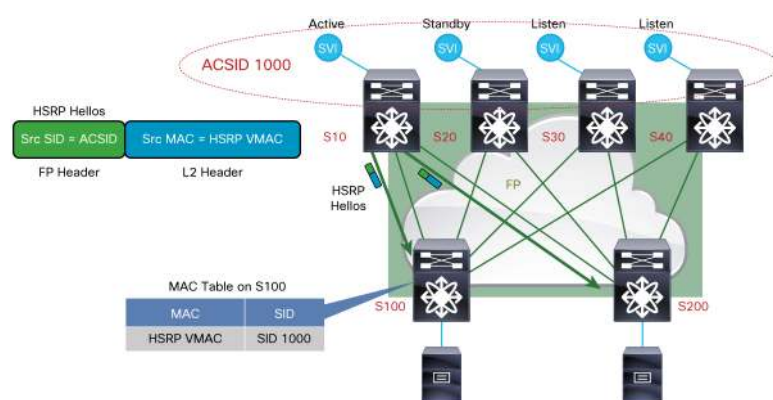 Active
Standby
Listen
Listen
SVI
SVI
SVI
SVI
ACSID 1000
HSRP Hellos
Src SID = ACSID
Src MAC = HSRP VMAC
FP Header
L2 Header
S10
S20
S30
S40
HSRP
Hellos
FP
MAC Table on S100
MAC
SID
HSRP VMAC
SID 1000
S100
S200